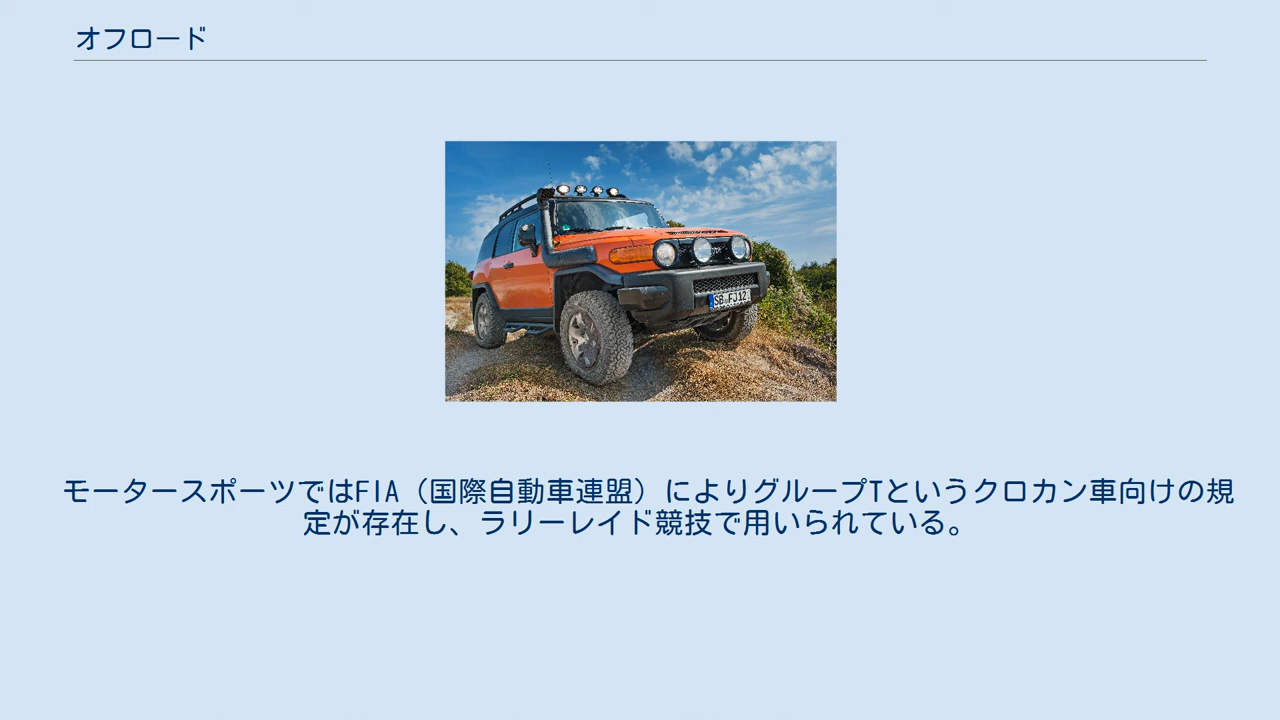 オフロード
SB FJ12
モータースポーツではFIA（国際自動車連盟）によりグループTというクロカン車向けの規
定が存在し、ラリーレイド競技で用いられている。